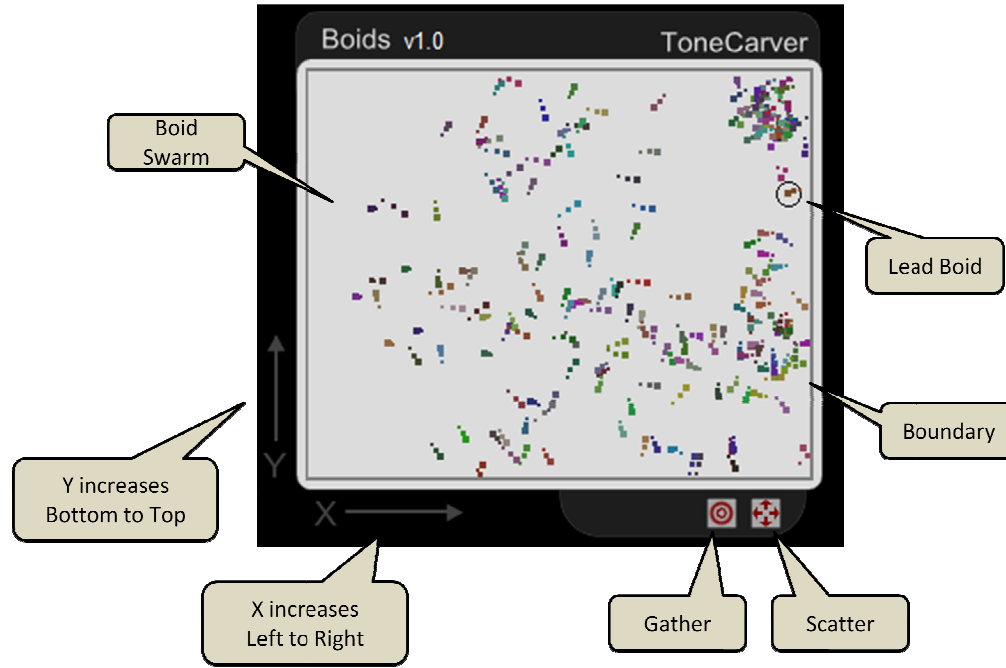 Boids v1.0
ToneCarver
Boid
Swarm
Lead Boid
Boundary
Y
Y increases
Bottom to Top
X
X increases
Left to Right
Gather
Scatter